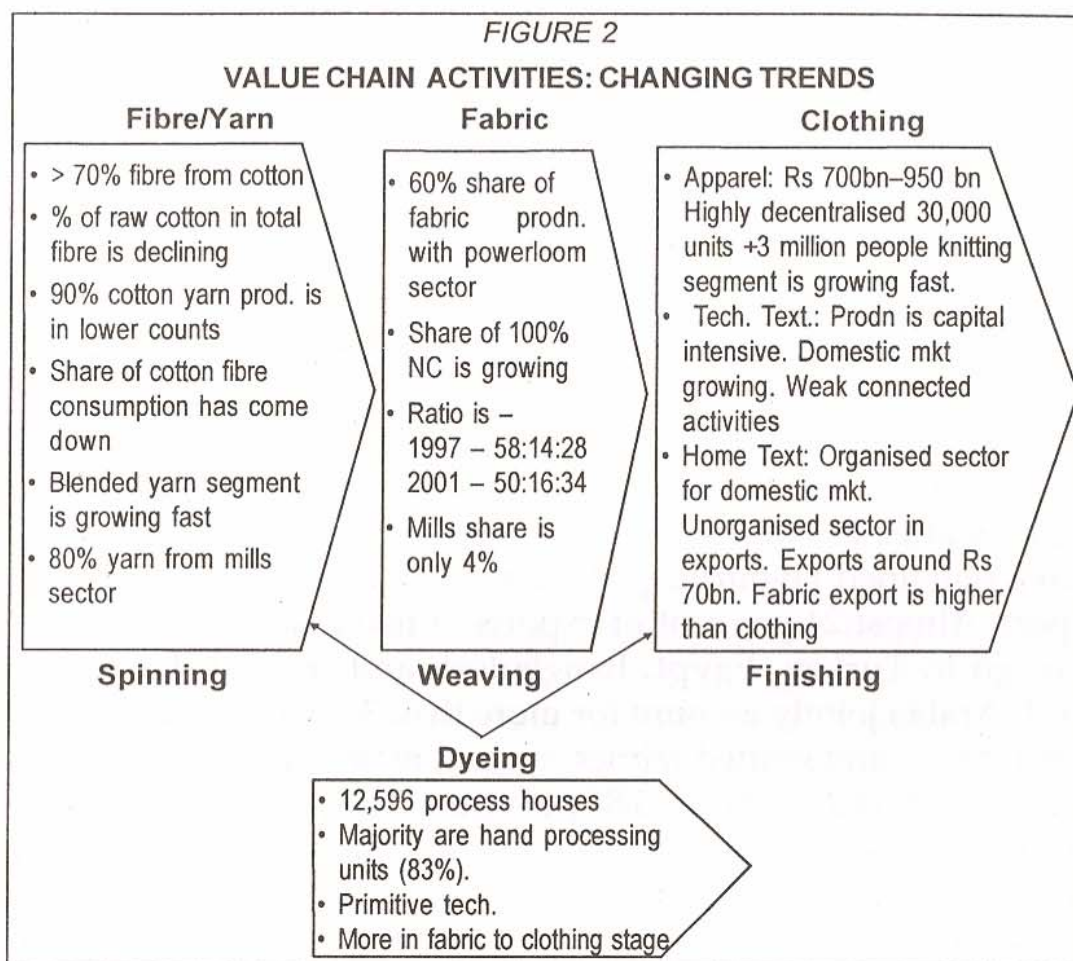 FIGURE 2
VALUE CHAIN ACTIVITIES: CHANGING TRENDS
Fibre/Yarn
• > 70% fibre from cotton
• % of raw cotton in total
fibre is declining
• 90% cotton yarn prod. is
in lower counts
• Share of cotton fibre
consumption has come
down
• Blended yarn segment
is growing fast
• 80% yarn from mills
sector
Spinning
Fabric
• 60% share of
fabric prodn.
with powerloom
sector
• Share of 100%
NC is growing
• Ratio is –
1997 – 58:14:28
2001 – 50:16:34
• Mills share is
only 4%
Weaving
Clothing
• Apparel: Rs 700bn–950 bn
Highly decentralised 30,000
units +3 million people knitting
segment is growing fast.
• Tech. Text.: Prodn is capital
intensive. Domestic mkt
growing. Weak connected
activities
• Home Text: Organised sector
for domestic mkt.
Unorganised sector in
exports. Exports around Rs
70bn. Fabric export is higher
than clothing
Finishing
Dyeing
• 12,596 process houses
• Majority are hand processing
units (83%).
• Primitive tech.
• More in fabric to clothing stage